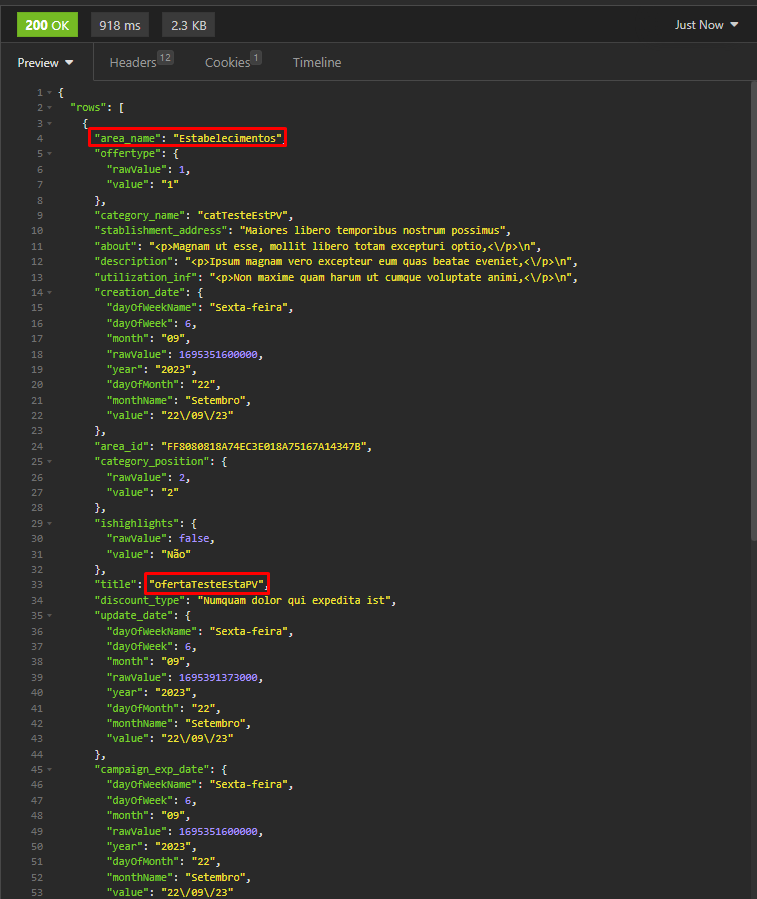 200 OK 918 ms 2.3 KB Just Now
Preview Headers 12 Cookies 1 Timeline
1 {
2 "rows": [
3 {
4 "area_name": "Estabelecimentos",
5 "offertype": {
6 "rawValue": 1,
7 "value": "1"
8 },
9 "category_name": "catTesteEstPV",
10 "stablishment_address": "Maiores libero temporibus nostrum possimus",
11 "about": "<p>Magnam ut esse, mollit libero totam excepturi optio,<\/p>\n",
12 "description": "<p>Ipsum magnam vero excepteur eum quas beatae eveniet,<\/p>\n",
13 "utilization_inf": "<p>Non maxime quam harum ut cumque voluptate animi,<\/p>\n",
14 "creation_date": {
15 "dayOfWeekName": "Sexta-feira",
16 "dayOfWeek": 6,
17 "month": "09",
18 "rawValue": 1695351600000,
19 "year": "2023",
20 "dayOfMonth": "22",
21 "monthName": "Setembro",
22 "value": "22\/09\/23"
23 },
24 "area_id": "FF8080818A74EC3E018A75167A14347B",
25 "category_position": {
26 "rawValue": 2,
27 "value": "2"
28 },
29 "ishighlights": {
30 "rawValue": false,
31 "value": "Não"
32 },
33 "title": "ofertaTesteEstaPV",
34 "discount_type": "Numquam dolor qui expedita ist",
35 "update_date": {
36 "dayOfWeekName": "Sexta-feira",
37 "dayOfWeek": 6,
38 "month": "09",
39 "rawValue": 1695391373000,
40 "year": "2023",
41 "dayOfMonth": "22",
42 "monthName": "Setembro",
43 "value": "22\/09\/23"
44 },
45 "campaign_exp_date": {
46 "dayOfWeekName": "Sexta-feira",
47 "dayOfWeek": 6,
48 "month": "09",
49 "rawValue": 1695351600000,
50 "year": "2023",
51 "dayOfMonth": "22",
52 "monthName": "Setembro",
53 "value": "22\/09\/23"